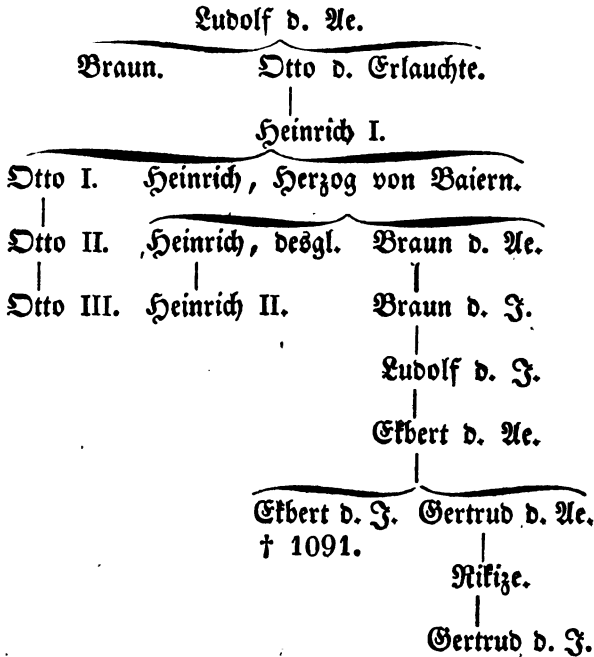 Ludolf d. Ae.
Braun. Otto d. Erlauchte.
Heinrich I.
Otto I. Heinrich, Herzog von Baiern.
Otto II. Heinrich, desgl. Braun d. Ae.
Otto III. Heinrich II. Braun d. J.
Ludolf d. J.
Ekbert d. Ae.
Ekbert d. J. Gertrud d. Ae.
† 1091.
Rikize.
Gertrud d. J.